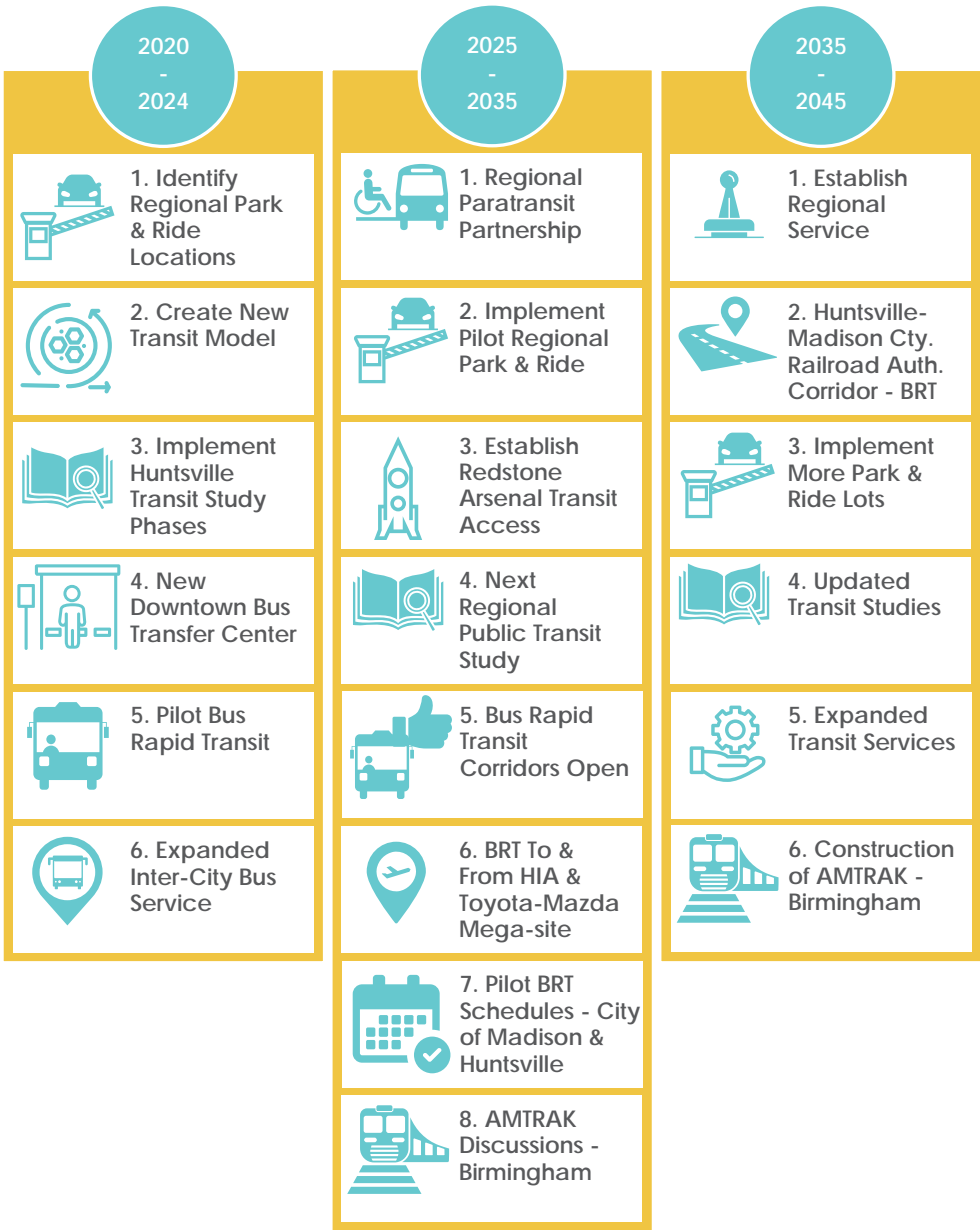 2020
-
2024
1. Identify
Regional Park
& Ride
Locations
2. Create New
Transit Model
3. Implement
Huntsville
Transit Study
Phases
4. New
Downtown Bus
Transfer Center
5. Pilot Bus
Rapid Transit
6. Expanded
Inter-City Bus
Service
2025
-
2035
1. Regional
Paratransit
Partnership
2. Implement
Pilot Regional
Park & Ride
3. Establish
Redstone
Arsenal Transit
Access
4. Next
Regional
Public Transit
Study
5. Bus Rapid
Transit
Corridors Open
6. BRT To &
From HIA &
Toyota-Mazda
Mega-site
7. Pilot BRT
Schedules - City
of Madison &
Huntsville
8. AMTRAK
Discussions -
Birmingham
2035
-
2045
1. Establish
Regional
Service
2. Huntsville-
Madison Cty.
Railroad Auth.
Corridor - BRT
3. Implement
More Park &
Ride Lots
4. Updated
Transit Studies
5. Expanded
Transit Services
6. Construction
of AMTRAK -
Birmingham